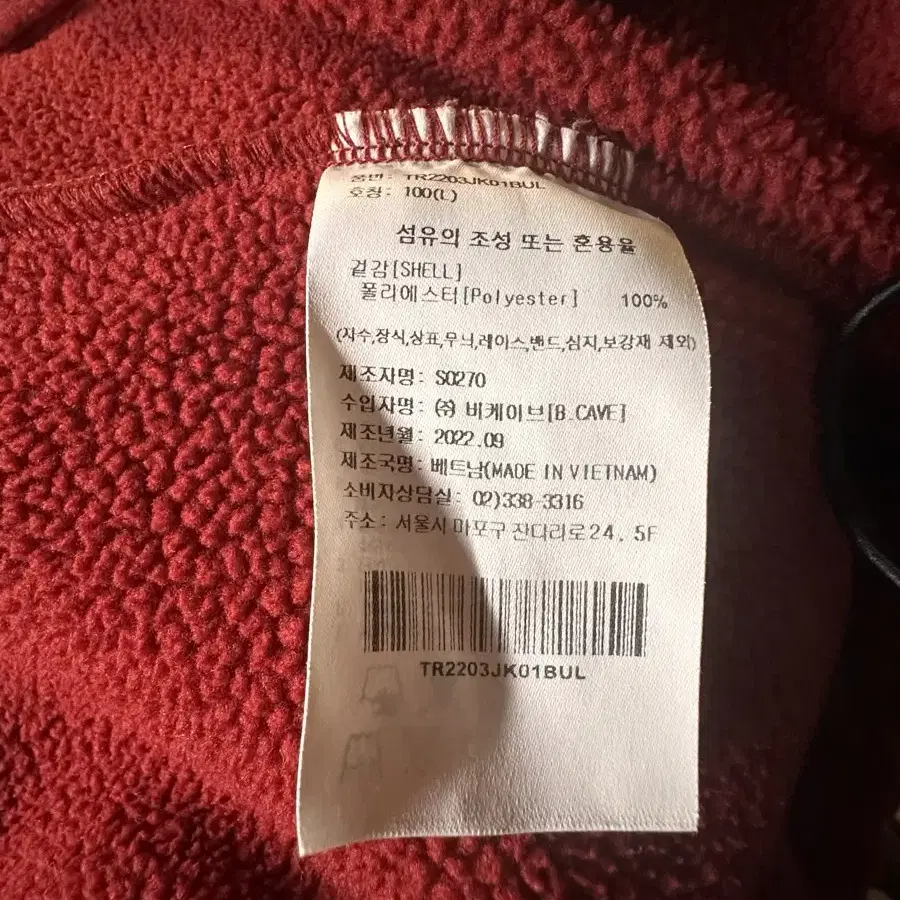 품번: TR2203JK01BUL
호칭: 100(L)
섬유의 조성 또는 혼용율
겉감[SHELL]
폴리에스터[Polyester] 100%
(자수,장식,상표,무늬,레이스,밴드,심지,보강재 제외)
제조자명: SO270
수입자명: ㈜ 비케이브[B.CAVE]
제조년월: 2022.09
제조국명: 베트남(MADE IN VIETNAM)
소비자상담실: 02)338-3316
주소: 서울시 마포구 잔다리로24, 5F
TR2203JK01BUL